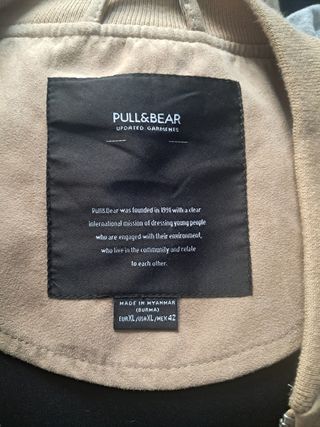 PULL&BEAR
UPDATED GARMENTS
Pull&Bear was founded in 1991 with a clear
international mission of dressing young people
who are engaged with their environment,
who live in the community and relate
to each other.
MADE IN MYANMAR
(BURMA)
EUR XL/USA XL/MEX 42